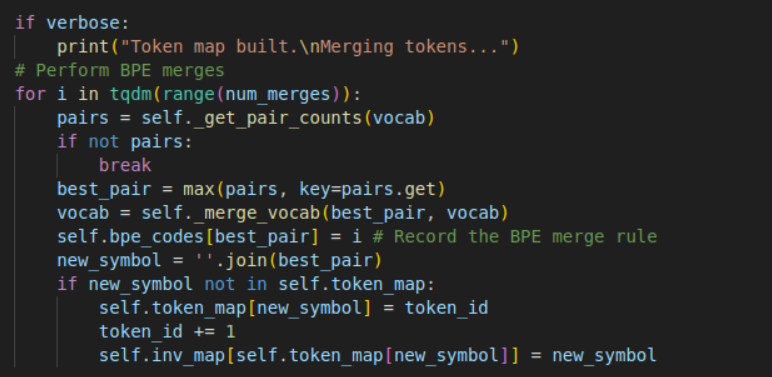 if verbose:
    print("Token map built.\nMerging tokens...")
# Perform BPE merges
for i in tqdm(range(num_merges)):
    pairs = self._get_pair_counts(vocab)
    if not pairs:
        break
    best_pair = max(pairs, key=pairs.get)
    vocab = self._merge_vocab(best_pair, vocab)
    self.bpe_codes[best_pair] = i # Record the BPE merge rule
    new_symbol = ''.join(best_pair)
    if new_symbol not in self.token_map:
        self.token_map[new_symbol] = token_id
        token_id += 1
        self.inv_map[self.token_map[new_symbol]] = new_symbol